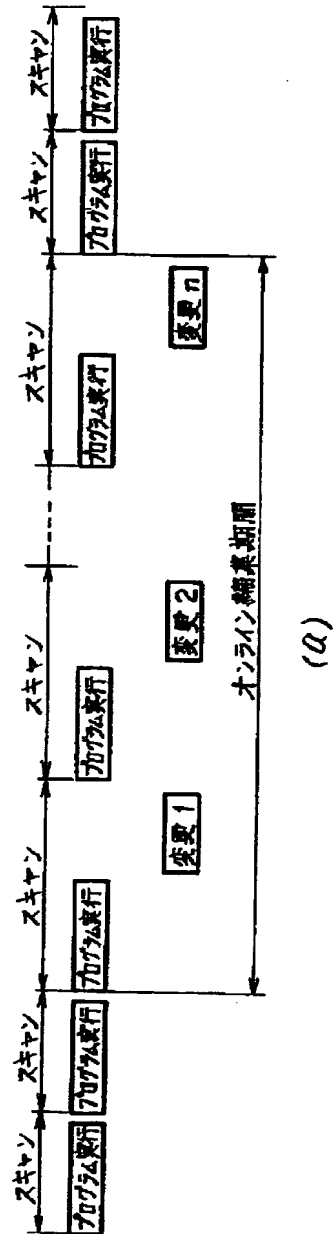 スキャン スキャン スキャン スキャン スキャン スキャン スキャン
プログラム実行 プログラム実行 プログラム実行 プログラム実行 プログラム実行 プログラム実行 プログラム実行
変更1 変更2 変更n
オンライン編集期間
(a)